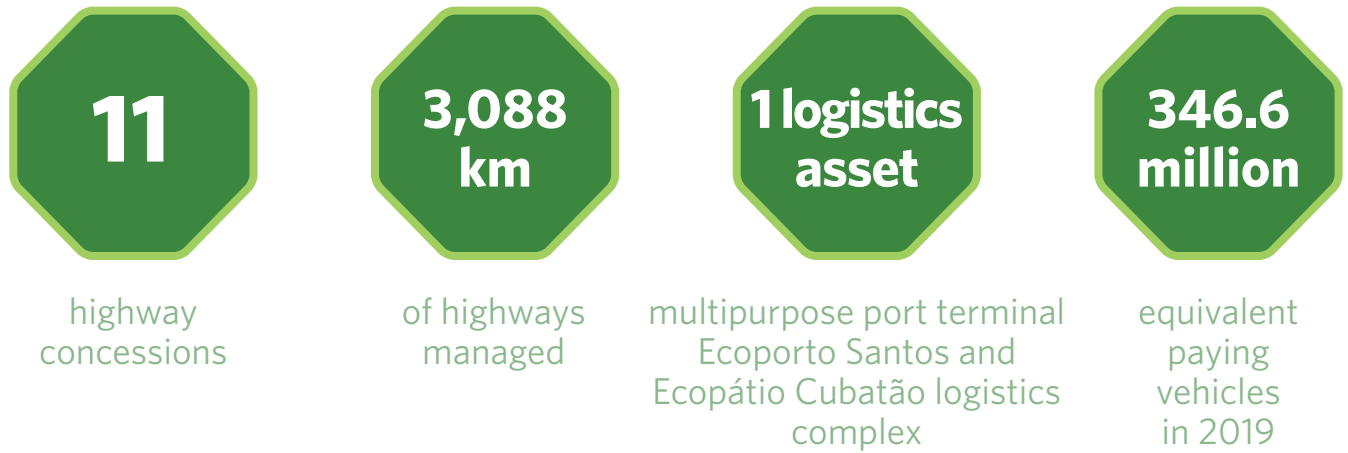 11
highway
concessions
3,088
km
of highways
managed
1 logistics
asset
multipurpose port terminal
Ecoporto Santos and
Ecopátio Cubatão logistics
complex
346.6
million
equivalent
paying
vehicles
in 2019